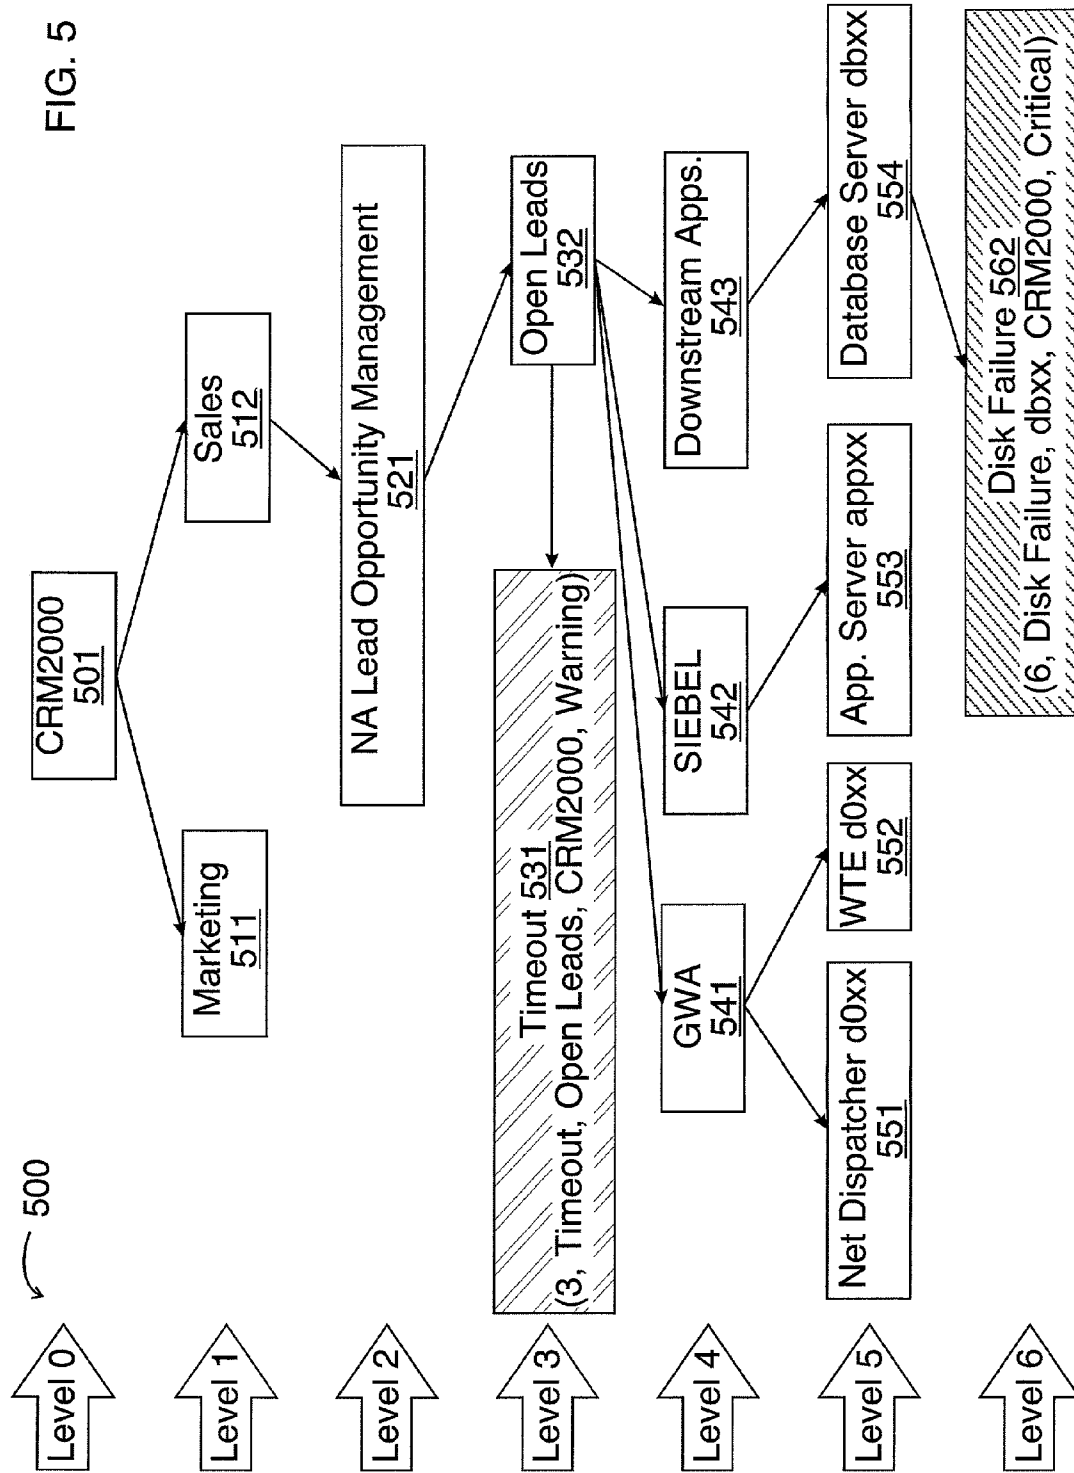 FIG. 5
500
Level 0
CRM2000
501
Level 1
Marketing
511
Sales
512
Level 2
NA Lead Opportunity Management
521
Level 3
Timeout 531
(3, Timeout, Open Leads, CRM2000, Warning)
Open Leads
532
Level 4
GWA
541
SIEBEL
542
Downstream Apps.
543
Level 5
Net Dispatcher d0xx
551
WTE d0xx
552
App. Server appxx
553
Database Server dbxx
554
Level 6
Disk Failure 562
(6, Disk Failure, dbxx, CRM2000, Critical)